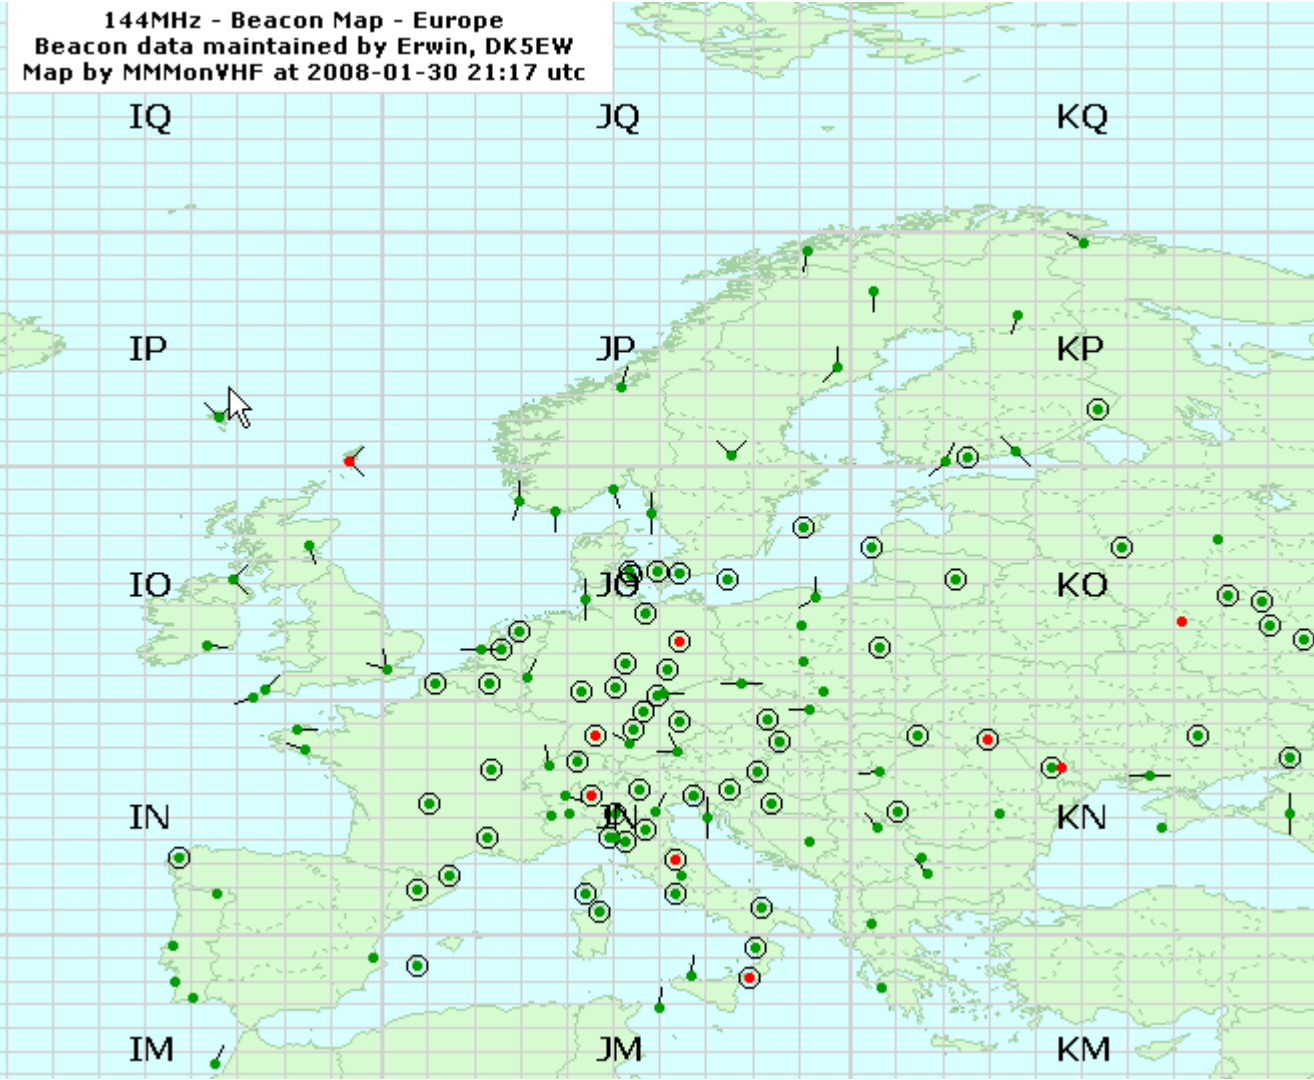 144MHz - Beacon Map - Europe
Beacon data maintained by Erwin, DK5EW
Map by MMMonVHF at 2008-01-30 21:17 utc
IQ JQ KQ
IP JP KP
IO JO KO
IN JN KN
IM JM KM